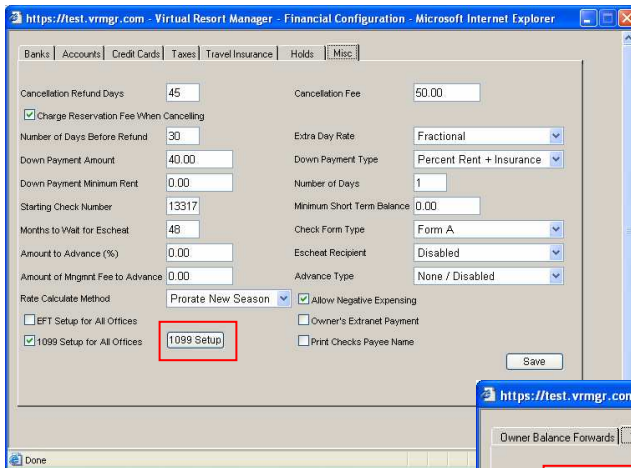 https://test.vrmgr.com - Virtual Resort Manager - Financial Configuration - Microsoft Internet Explorer
Banks Accounts Credit Cards Taxes Travel Insurance Holds Misc
Cancellation Refund Days 45 Cancellation Fee 50.00
Charge Reservation Fee When Cancelling
Number of Days Before Refund 30 Extra Day Rate Fractional
Down Payment Amount 40.00 Down Payment Type Percent Rent + Insurance
Down Payment Minimum Rent 0.00 Number of Days 1
Starting Check Number 13317 Minimum Short Term Balance 0.00
Months to Wait for Escheat 48 Check Form Type Form A
Amount to Advance (%) 0.00 Escheat Recipient Disabled
Amount of Mngmnt Fee to Advance 0.00 Advance Type None / Disabled
Rate Calculate Method Prorate New Season Allow Negative Expensing
EFT Setup for All Offices Owner's Extranet Payment
1099 Setup for All Offices 1099 Setup Print Checks Payee Name
Save
https://test.vrmgr.com
Owner Balance Forwards
Done